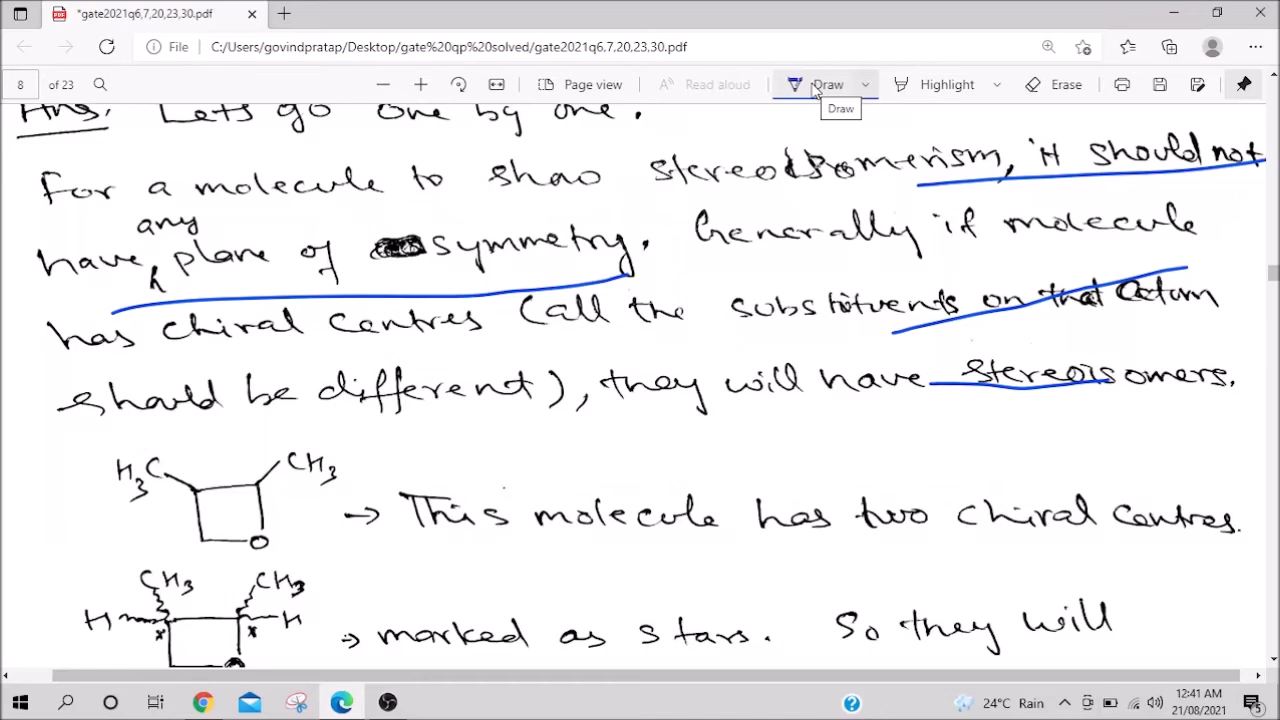 *gate2021q6,7,20,23,30.pdf
File C:/Users/govindpratap/Desktop/gate%20qp%20solved/gate2021q6,7,20,23,30.pdf
8 of 23 Page view Read aloud Draw Highlight Erase
Draw
Ans. Lets go one by one.
For a molecule to show stereoisomerism, it should not
any
have plane of symmetry. Generally if molecule
has chiral centres (all the substituents on that
should be different), they will have stereoisomers.
H3C CH3
O
→ This molecule has two chiral centres.
CH3 CH3
H H
* *
→ marked as stars. So they will
24°C Rain 12:41 AM
21/08/2021
5